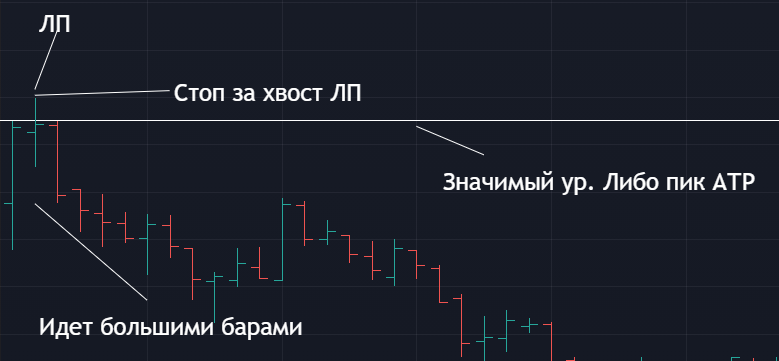 ЛП
Стоп за хвост ЛП
Значимый ур. Либо пик АТР
Идет большими барами